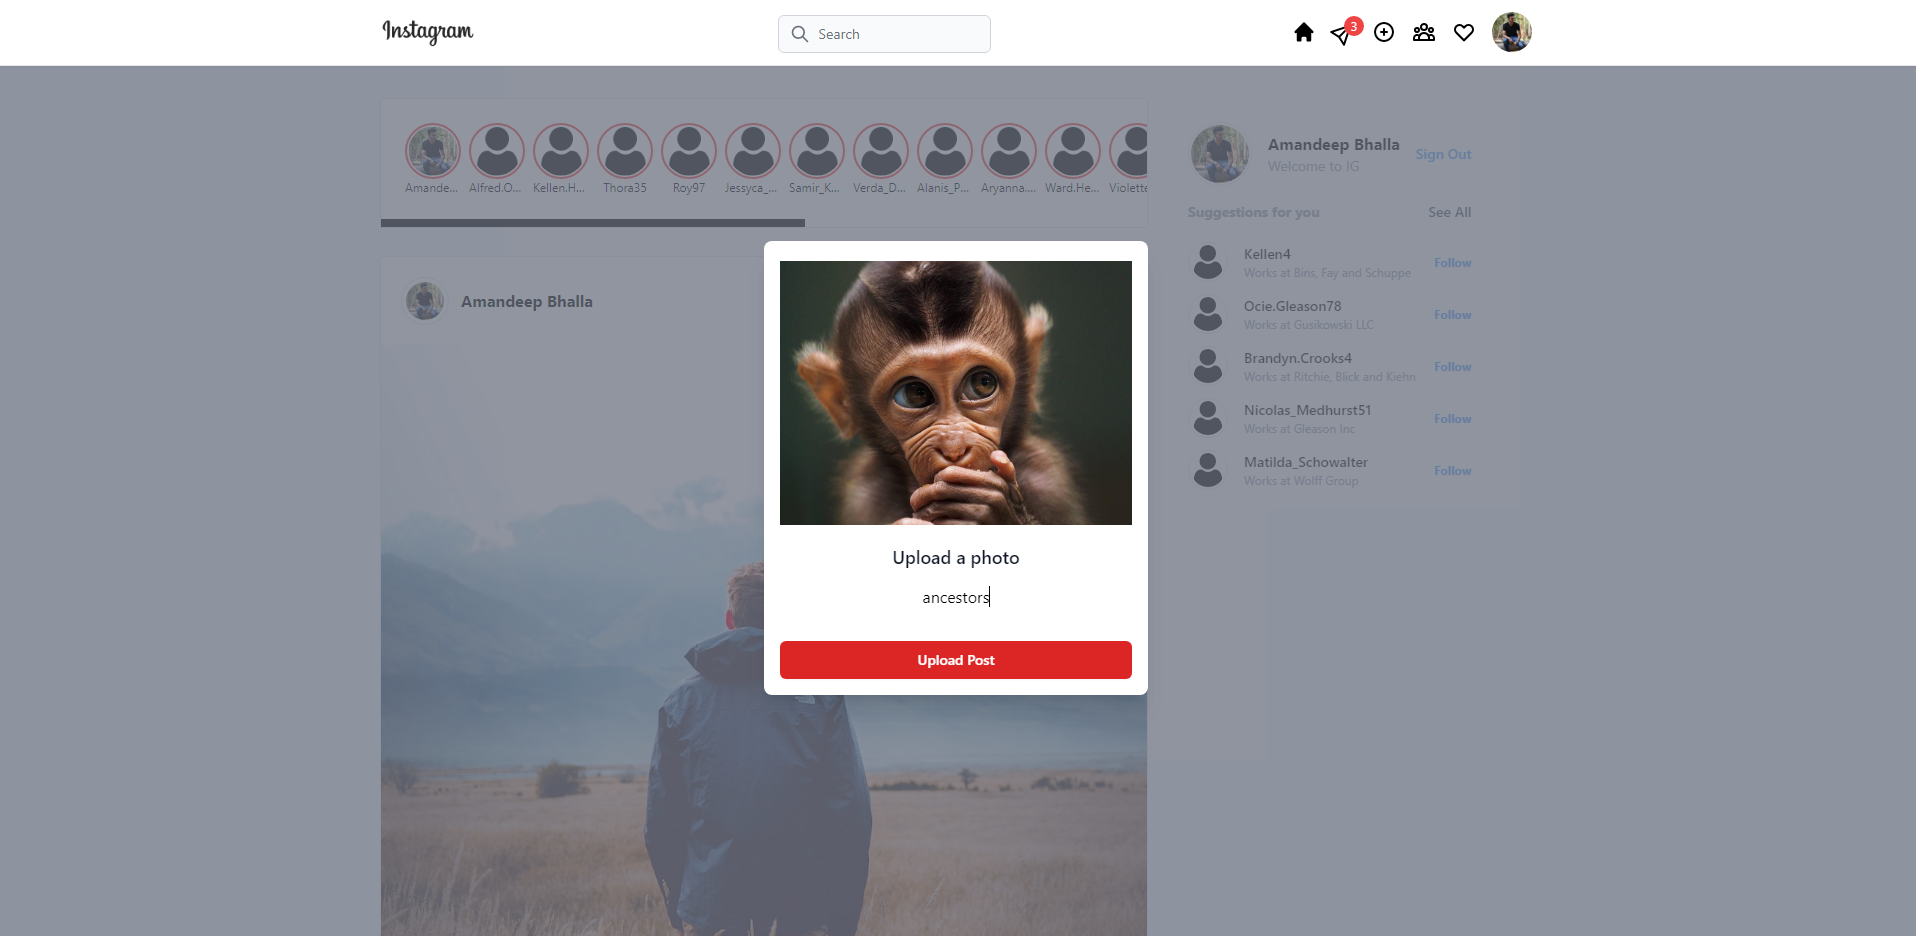 Instagram
Search
3
Amande...
Alfred.O...
Kellen.H...
Thora35
Roy97
Jessyca_...
Samir_K...
Verda_D...
Alanis_P...
Aryanna....
Ward.He...
Violette
Amandeep Bhalla
Welcome to IG
Sign Out
Suggestions for you
See All
Kellen4
Works at Bins, Fay and Schuppe
Follow
Ocie.Gleason78
Works at Gusikowski LLC
Follow
Brandyn.Crooks4
Works at Ritchie, Blick and Kiehn
Follow
Nicolas_Medhurst51
Works at Gleason Inc
Follow
Matilda_Schowalter
Works at Wolff Group
Follow
Amandeep Bhalla
Upload a photo
ancestors
Upload Post